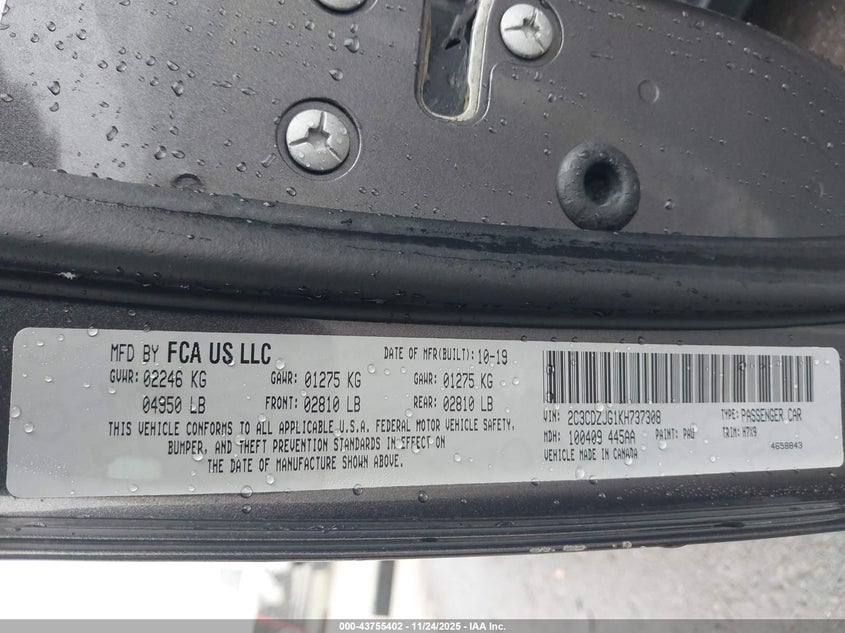 MFD BY FCA US LLC DATE OF MFR(BUILT): 10-19
GVWR: 02246 KG GAWR: 01275 KG GAWR: 01275 KG
04950 LB FRONT: 02810 LB REAR: 02810 LB
THIS VEHICLE CONFORMS TO ALL APPLICABLE U.S.A. FEDERAL MOTOR VEHICLE SAFETY,
BUMPER, AND THEFT PREVENTION STANDARDS IN EFFECT ON
THE DATE OF MANUFACTURE SHOWN ABOVE.
VIN: 2C3CDZJG1KH737308 TYPE: PASSENGER CAR
MDH: 100409 445AA PAINT: PAU TRIM: H7X9
VEHICLE MADE IN CANADA 4658843
000-43755402 - 11/24/2025 - IAA Inc.